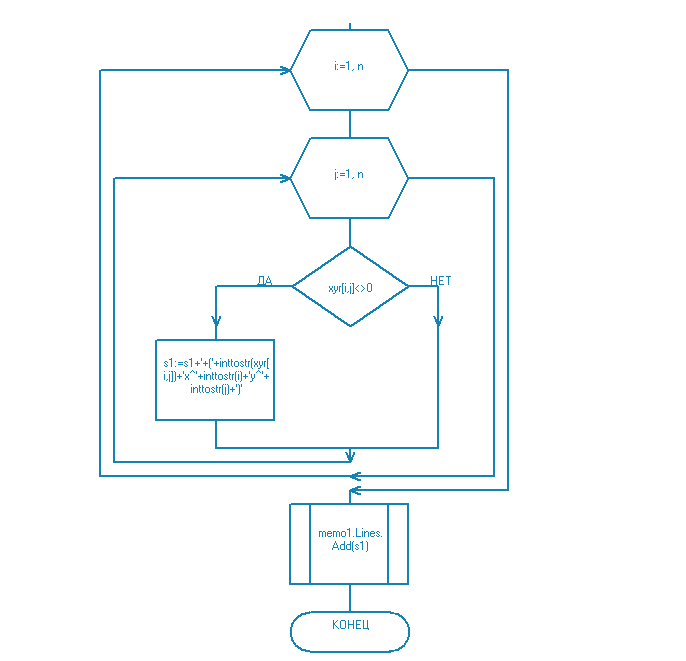 i:=1, n
j:=1, n
xyr[i,j]<>0
ДА
НЕТ
s1:=s1+'+('+inttostr(xyr[
i,j])+'x^'+inttostr(i)+'y^'+
inttostr(j)+')'
memo1.Lines.
Add(s1)
КОНЕЦ